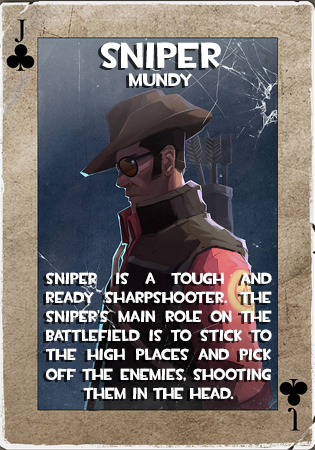 J
SNIPER
MUNDY
SNIPER IS A TOUGH AND
READY SHARPSHOOTER. THE
SNIPER'S MAIN ROLE ON THE
BATTLEFIELD IS TO STICK TO
THE HIGH PLACES AND PICK
OFF THE ENEMIES, SHOOTING
THEM IN THE HEAD.
J